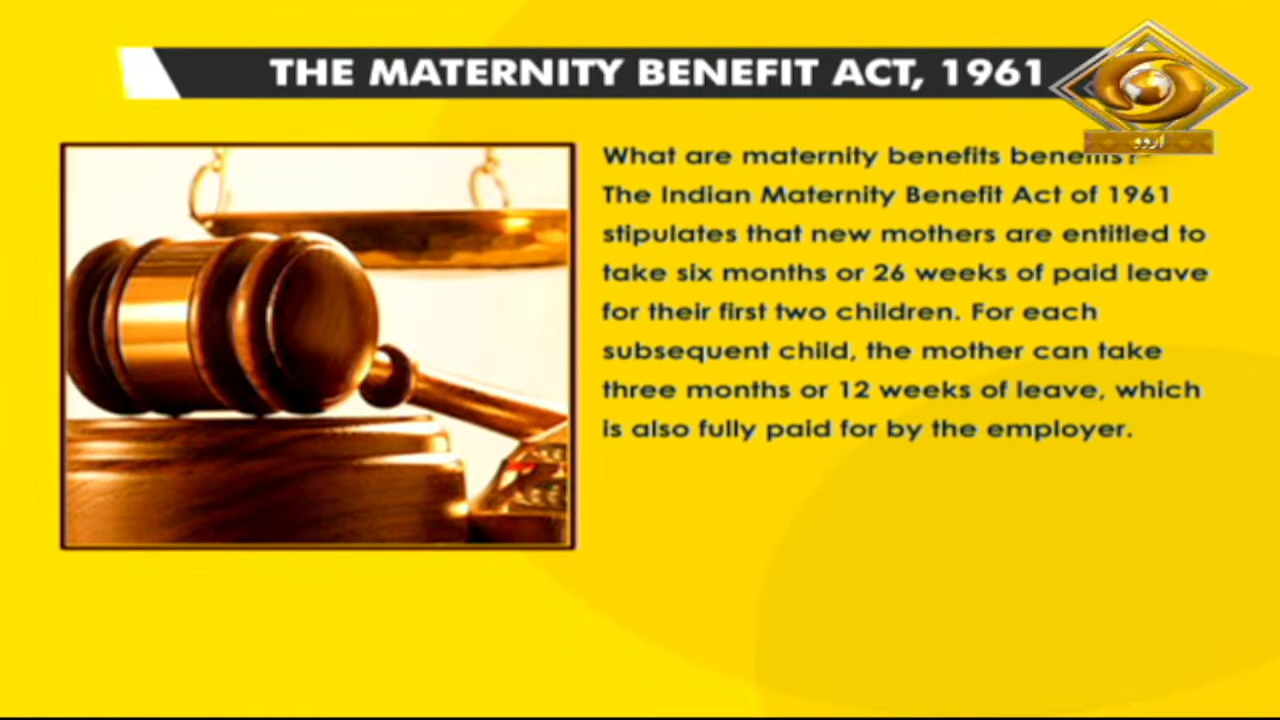 THE MATERNITY BENEFIT ACT, 1961
اردو
What are maternity benefits benefits?
The Indian Maternity Benefit Act of 1961
stipulates that new mothers are entitled to
take six months or 26 weeks of paid leave
for their first two children. For each
subsequent child, the mother can take
three months or 12 weeks of leave, which
is also fully paid for by the employer.